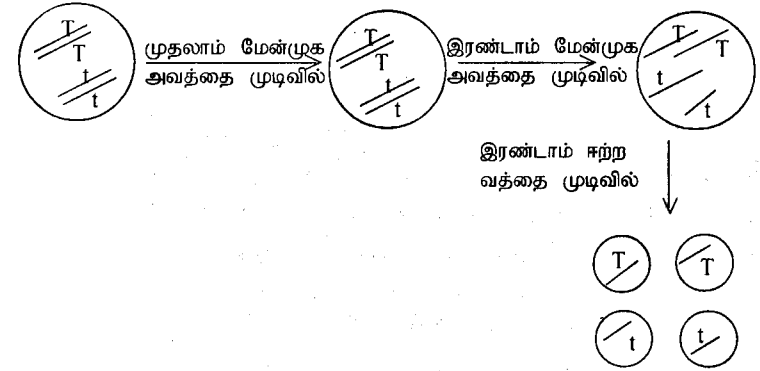 T
T
t
t
முதலாம் மேன்முக
அவத்தை முடிவில்
T
T
t
t
இரண்டாம் மேன்முக
அவத்தை முடிவில்
T
T
t
t
இரண்டாம் ஈற்ற
வத்தை முடிவில்
T
T
t
t